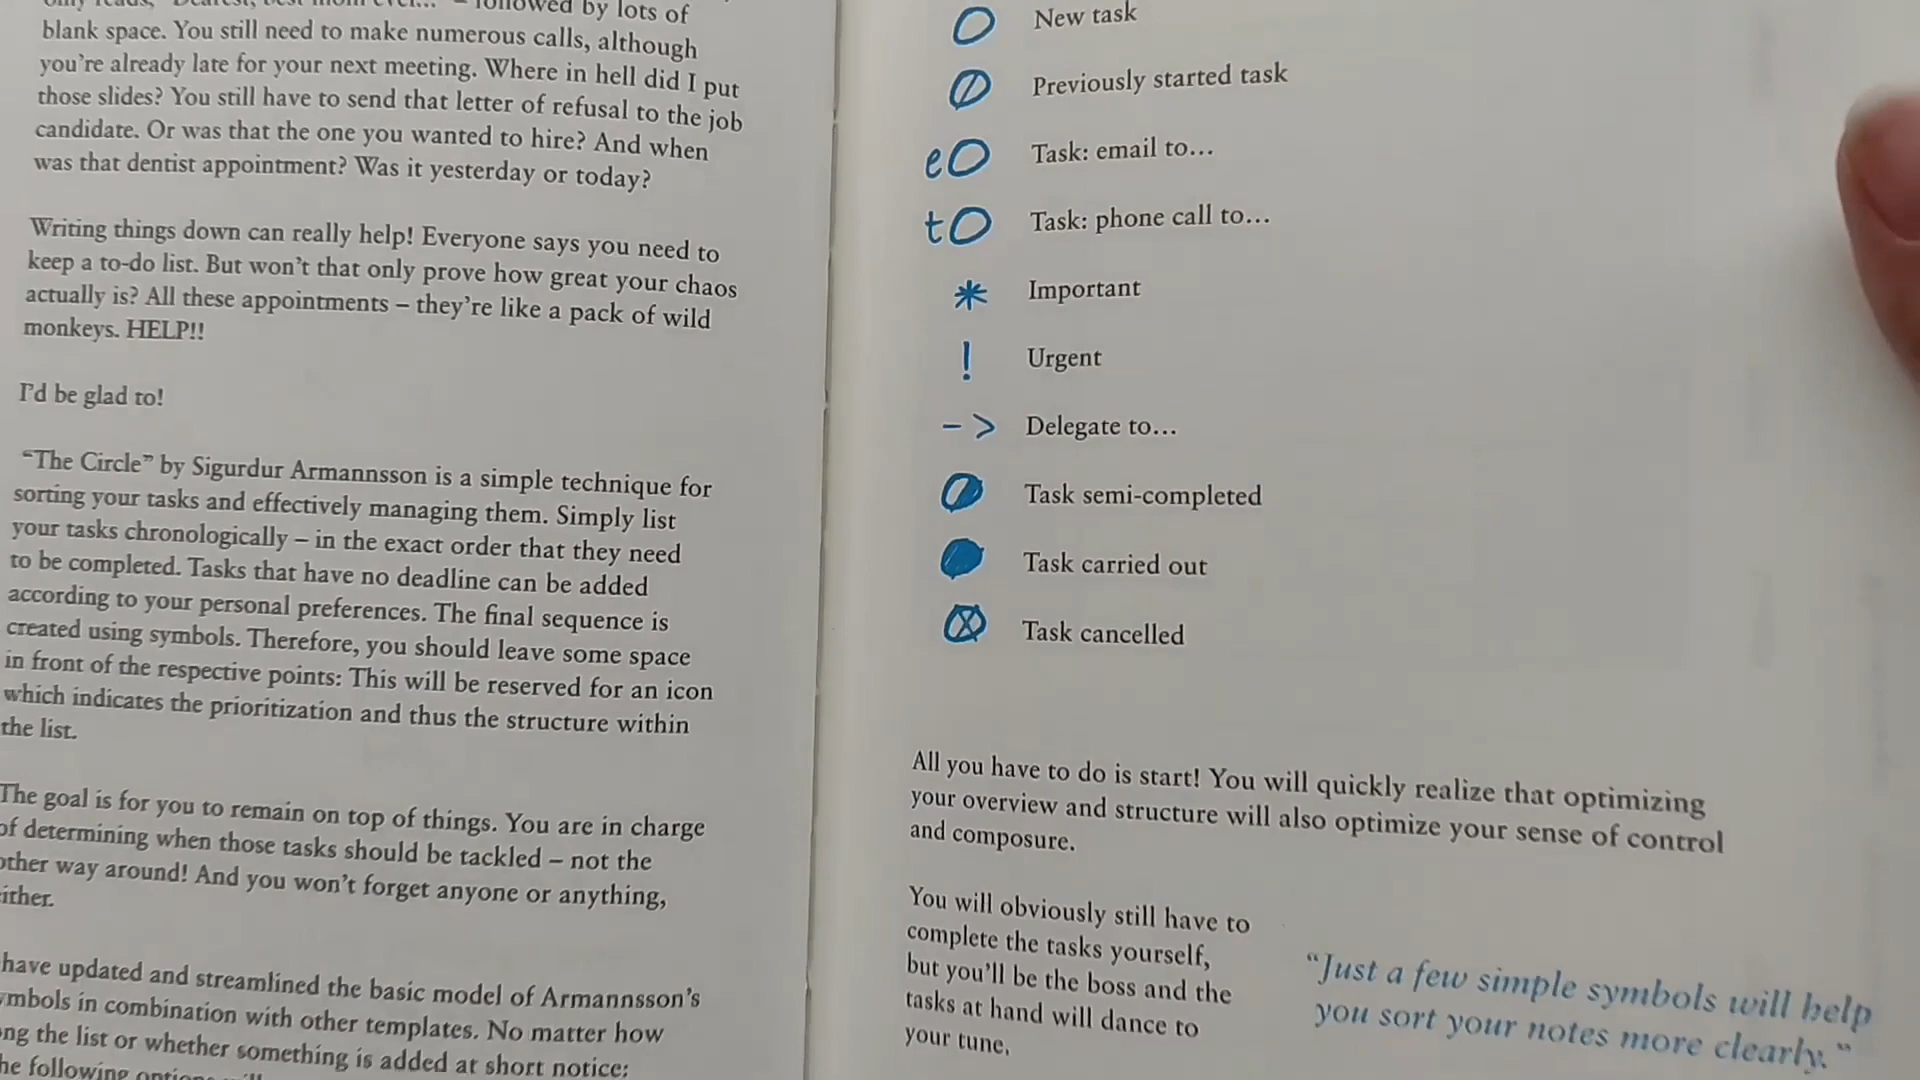 followed by lots of
blank space. You still need to make numerous calls, although
you're already late for your next meeting. Where in hell did I put
those slides? You still have to send that letter of refusal to the job
candidate. Or was that the one you wanted to hire? And when
was that dentist appointment? Was it yesterday or today?
Writing things down can really help! Everyone says you need to
keep a to-do list. But won't that only prove how great your chaos
actually is? All these appointments – they're like a pack of wild
monkeys. HELP!!
I'd be glad to!
“The Circle” by Sigurdur Armannsson is a simple technique for
sorting your tasks and effectively managing them. Simply list
your tasks chronologically – in the exact order that they need
to be completed. Tasks that have no deadline can be added
according to your personal preferences. The final sequence is
created using symbols. Therefore, you should leave some space
in front of the respective points: This will be reserved for an icon
which indicates the prioritization and thus the structure within
the list.
The goal is for you to remain on top of things. You are in charge
of determining when those tasks should be tackled – not the
other way around! And you won't forget anyone or anything,
either.
have updated and streamlined the basic model of Armannsson's
symbols in combination with other templates. No matter how
long the list or whether something is added at short notice:
the following
New task
Previously started task
e Task: email to...
t Task: phone call to...
* Important
! Urgent
-> Delegate to...
Task semi-completed
Task carried out
Task cancelled
All you have to do is start! You will quickly realize that optimizing
your overview and structure will also optimize your sense of control
and composure.
You will obviously still have to
complete the tasks yourself,
but you'll be the boss and the
tasks at hand will dance to
your tune.
“Just a few simple symbols will help
you sort your notes more clearly.”